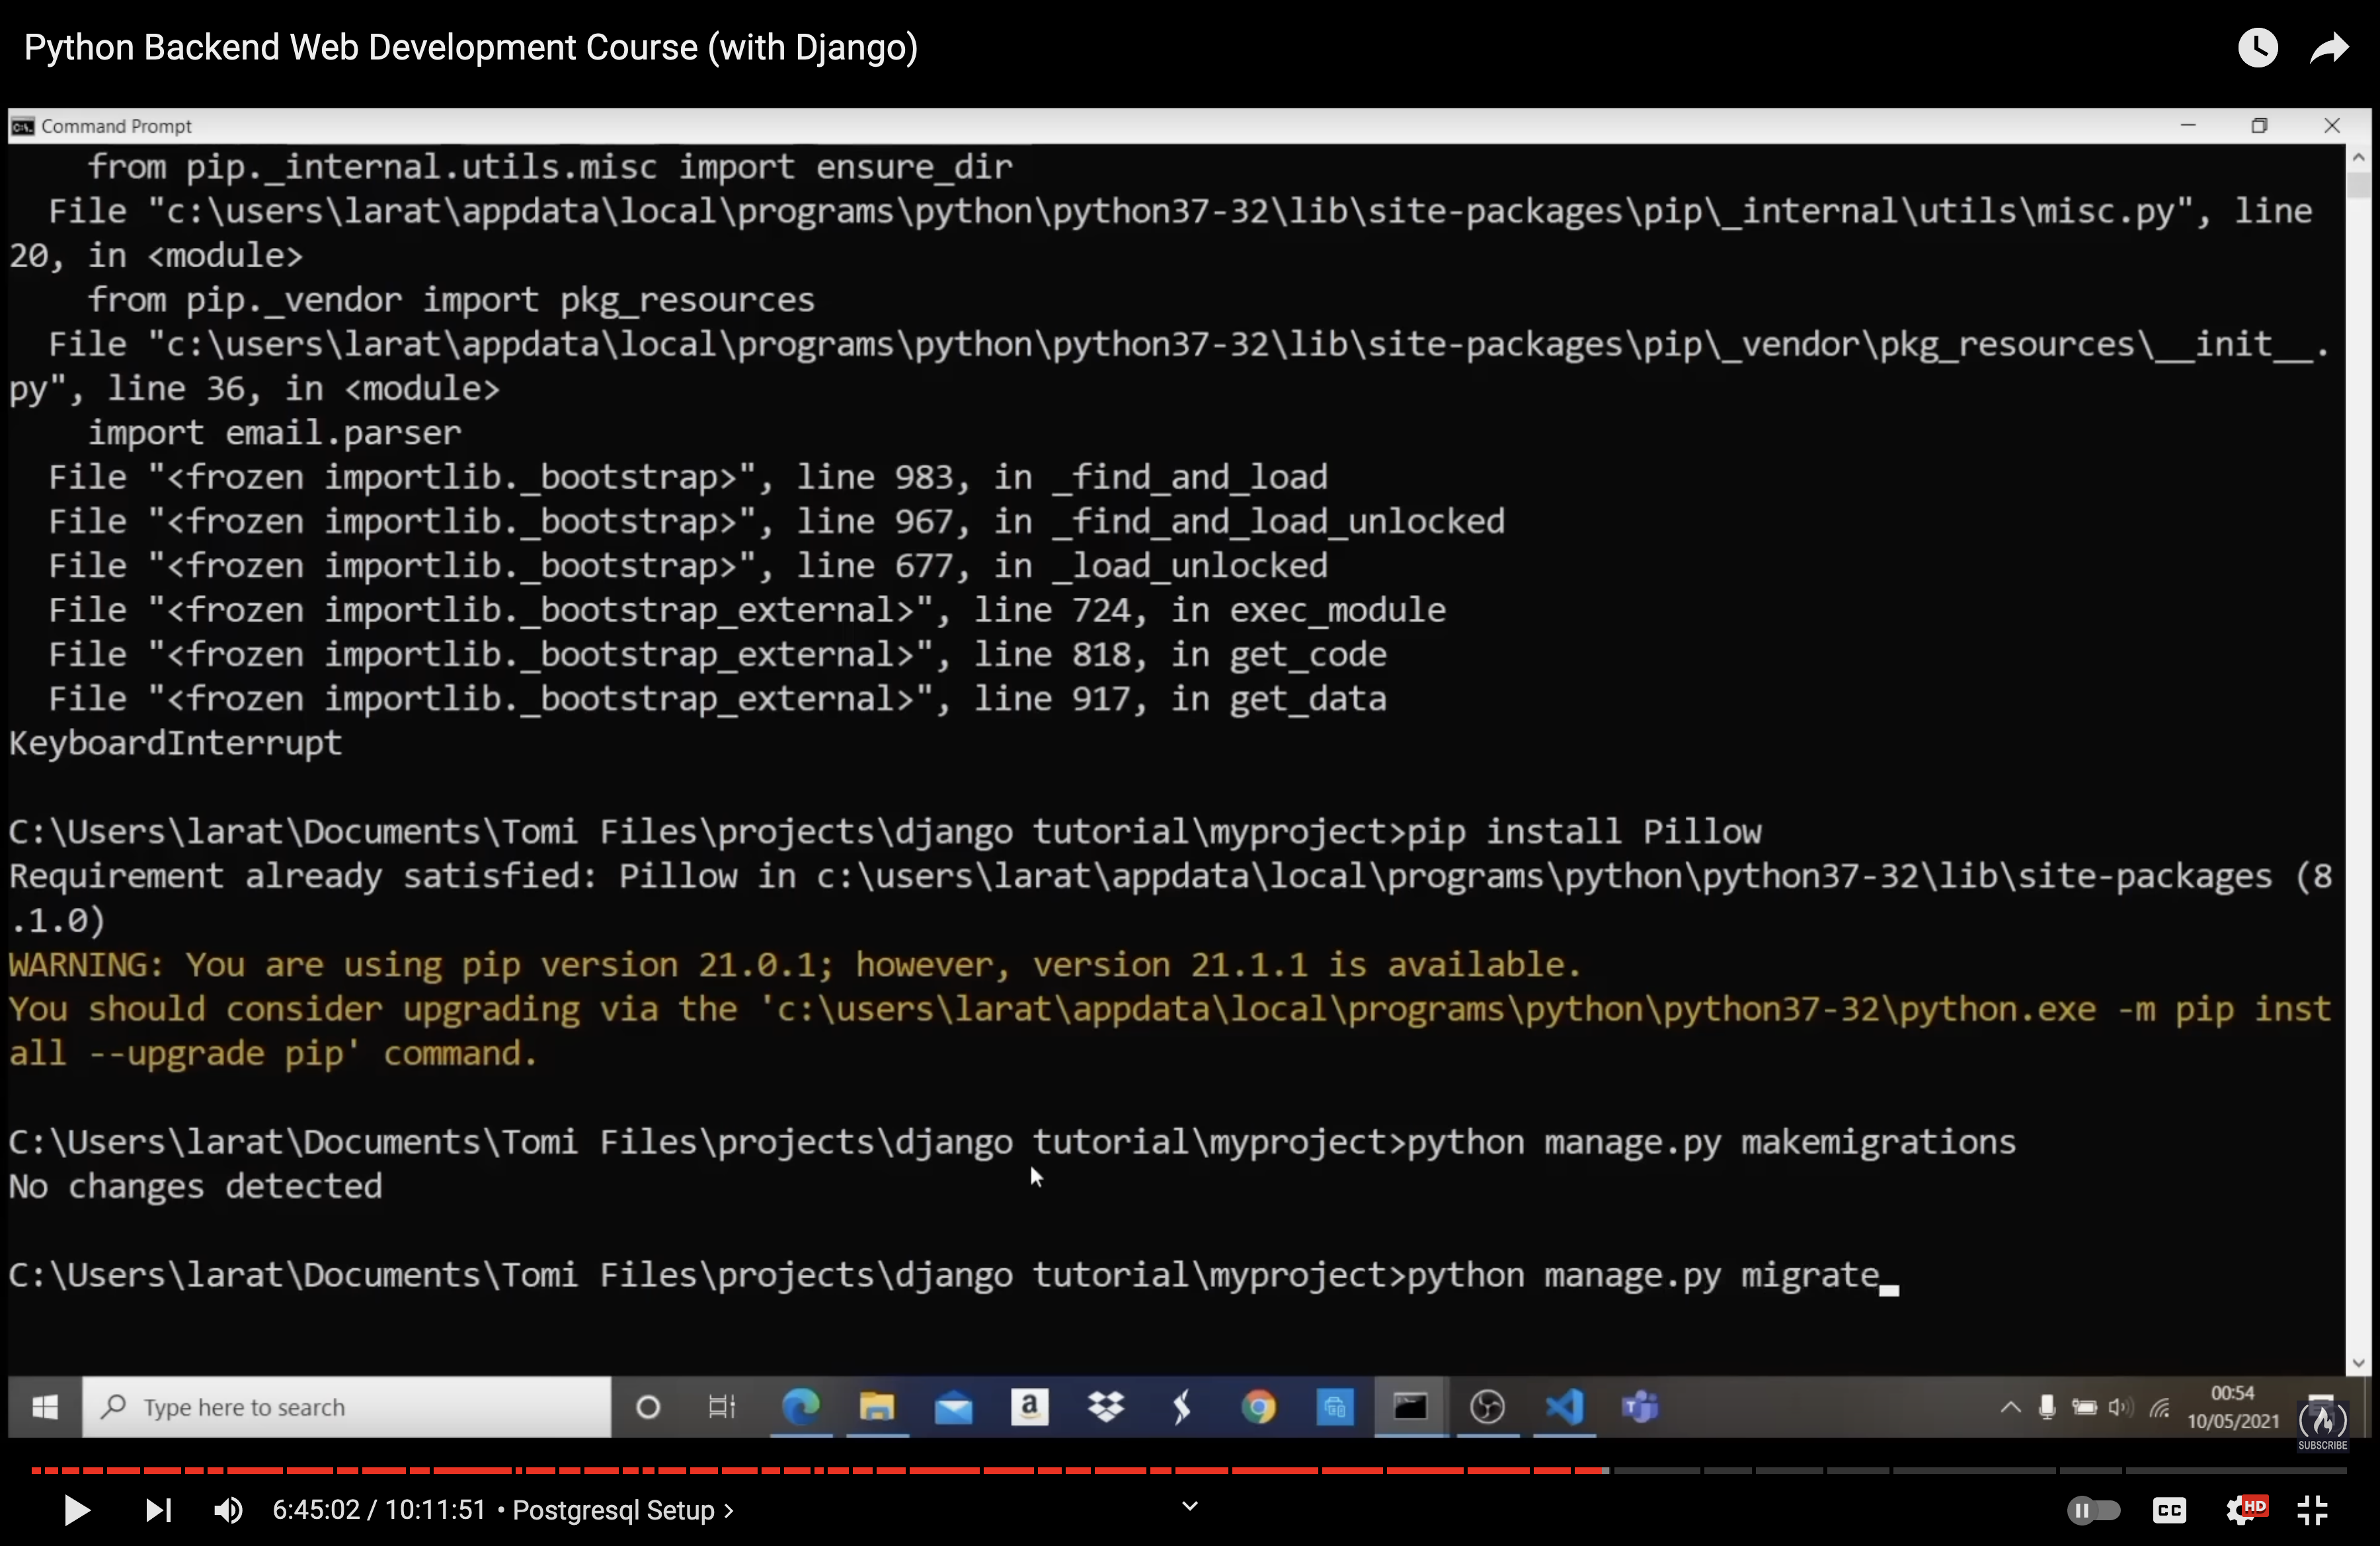 Python Backend Web Development Course (with Django)
Command Prompt
from pip._internal.utils.misc import ensure_dir
File "c:\users\larat\appdata\local\programs\python\python37-32\lib\site-packages\pip\_internal\utils\misc.py", line
20, in <module>
from pip._vendor import pkg_resources
File "c:\users\larat\appdata\local\programs\python\python37-32\lib\site-packages\pip\_vendor\pkg_resources\__init__.
py", line 36, in <module>
import email.parser
File "<frozen importlib._bootstrap>", line 983, in _find_and_load
File "<frozen importlib._bootstrap>", line 967, in _find_and_load_unlocked
File "<frozen importlib._bootstrap>", line 677, in _load_unlocked
File "<frozen importlib._bootstrap_external>", line 724, in exec_module
File "<frozen importlib._bootstrap_external>", line 818, in get_code
File "<frozen importlib._bootstrap_external>", line 917, in get_data
KeyboardInterrupt
C:\Users\larat\Documents\Tomi Files\projects\django tutorial\myproject>pip install Pillow
Requirement already satisfied: Pillow in c:\users\larat\appdata\local\programs\python\python37-32\lib\site-packages (8
.1.0)
WARNING: You are using pip version 21.0.1; however, version 21.1.1 is available.
You should consider upgrading via the 'c:\users\larat\appdata\local\programs\python\python37-32\python.exe -m pip inst
all --upgrade pip' command.
C:\Users\larat\Documents\Tomi Files\projects\django tutorial\myproject>python manage.py makemigrations
No changes detected
C:\Users\larat\Documents\Tomi Files\projects\django tutorial\myproject>python manage.py migrate
Type here to search
00:54
10/05/2021
SUBSCRIBE
6:45:02 / 10:11:51 • Postgresql Setup >
CC
HD